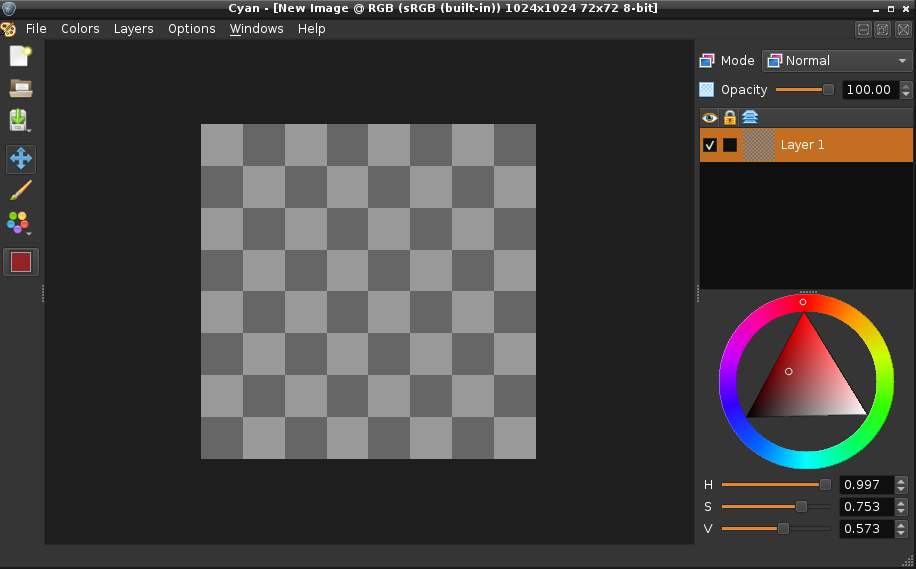 Cyan - [New Image @ RGB (sRGB (built-in)) 1024x1024 72x72 8-bit]
File Colors Layers Options Windows Help
Mode Normal
Opacity 100.00
Layer 1
H 0.997
S 0.753
V 0.573